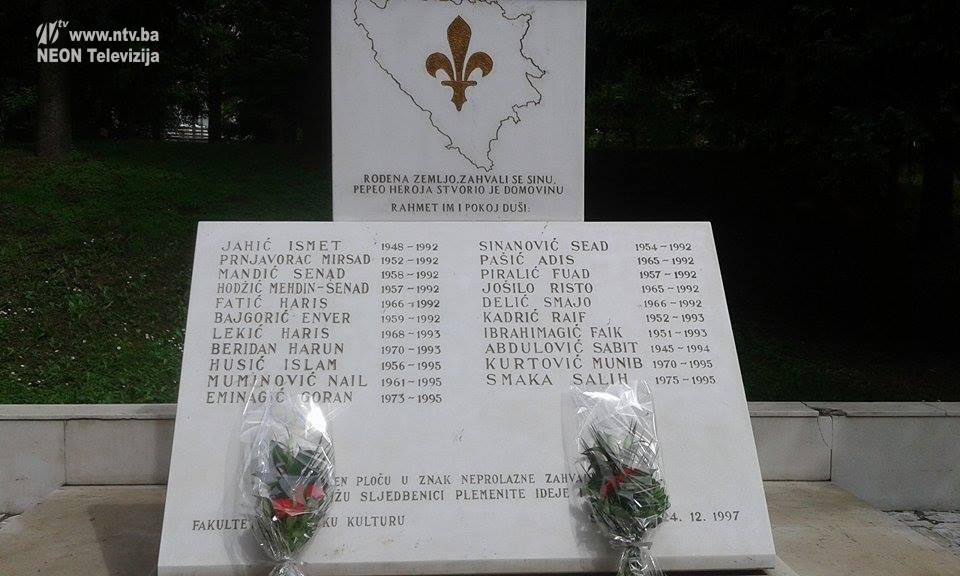 www.ntv.ba
NEON Televizija
ROĐENA ZEMLJO, ZAHVALI SE SINU,
PEPEO HEROJA STVORIO JE DOMOVINU
RAHMET IM I POKOJ DUŠI:
JAHIĆ ISMET 1948-1992
PRNJAVORAC MIRSAD 1952-1992
MANDIĆ SENAD 1958-1992
HODŽIĆ MEHDIN-SENAD 1957-1992
FATIĆ HARIS 1966-1992
BAJGORIĆ ENVER 1959-1992
LEKIĆ HARIS 1968-1993
BERIDAN HARUN 1970-1993
HUSIĆ ISLAM 1956-1995
MUMINOVIĆ NAIL 1961-1995
EMINAGIĆ GORAN 1973-1995
SINANOVIĆ SEAD 1954-1992
PAŠIĆ ADIS 1965-1992
PIRALIĆ FUAD 1957-1992
JOŠILO RISTO 1965-1992
DELIĆ SMAJO 1966-1992
KADRIĆ RAIF 1952-1993
IBRAHIMAGIĆ FAIK 1951-1993
ABDULOVIĆ SABIT 1945-1994
KURTOVIĆ MUNIB 1970-1995
SMAKA SALIH 1975-1995
PLOČU U ZNAK NEPROLAZNE
SLJEDBENICI PLEMENITE IDEJE
KULTURU 12. 1997